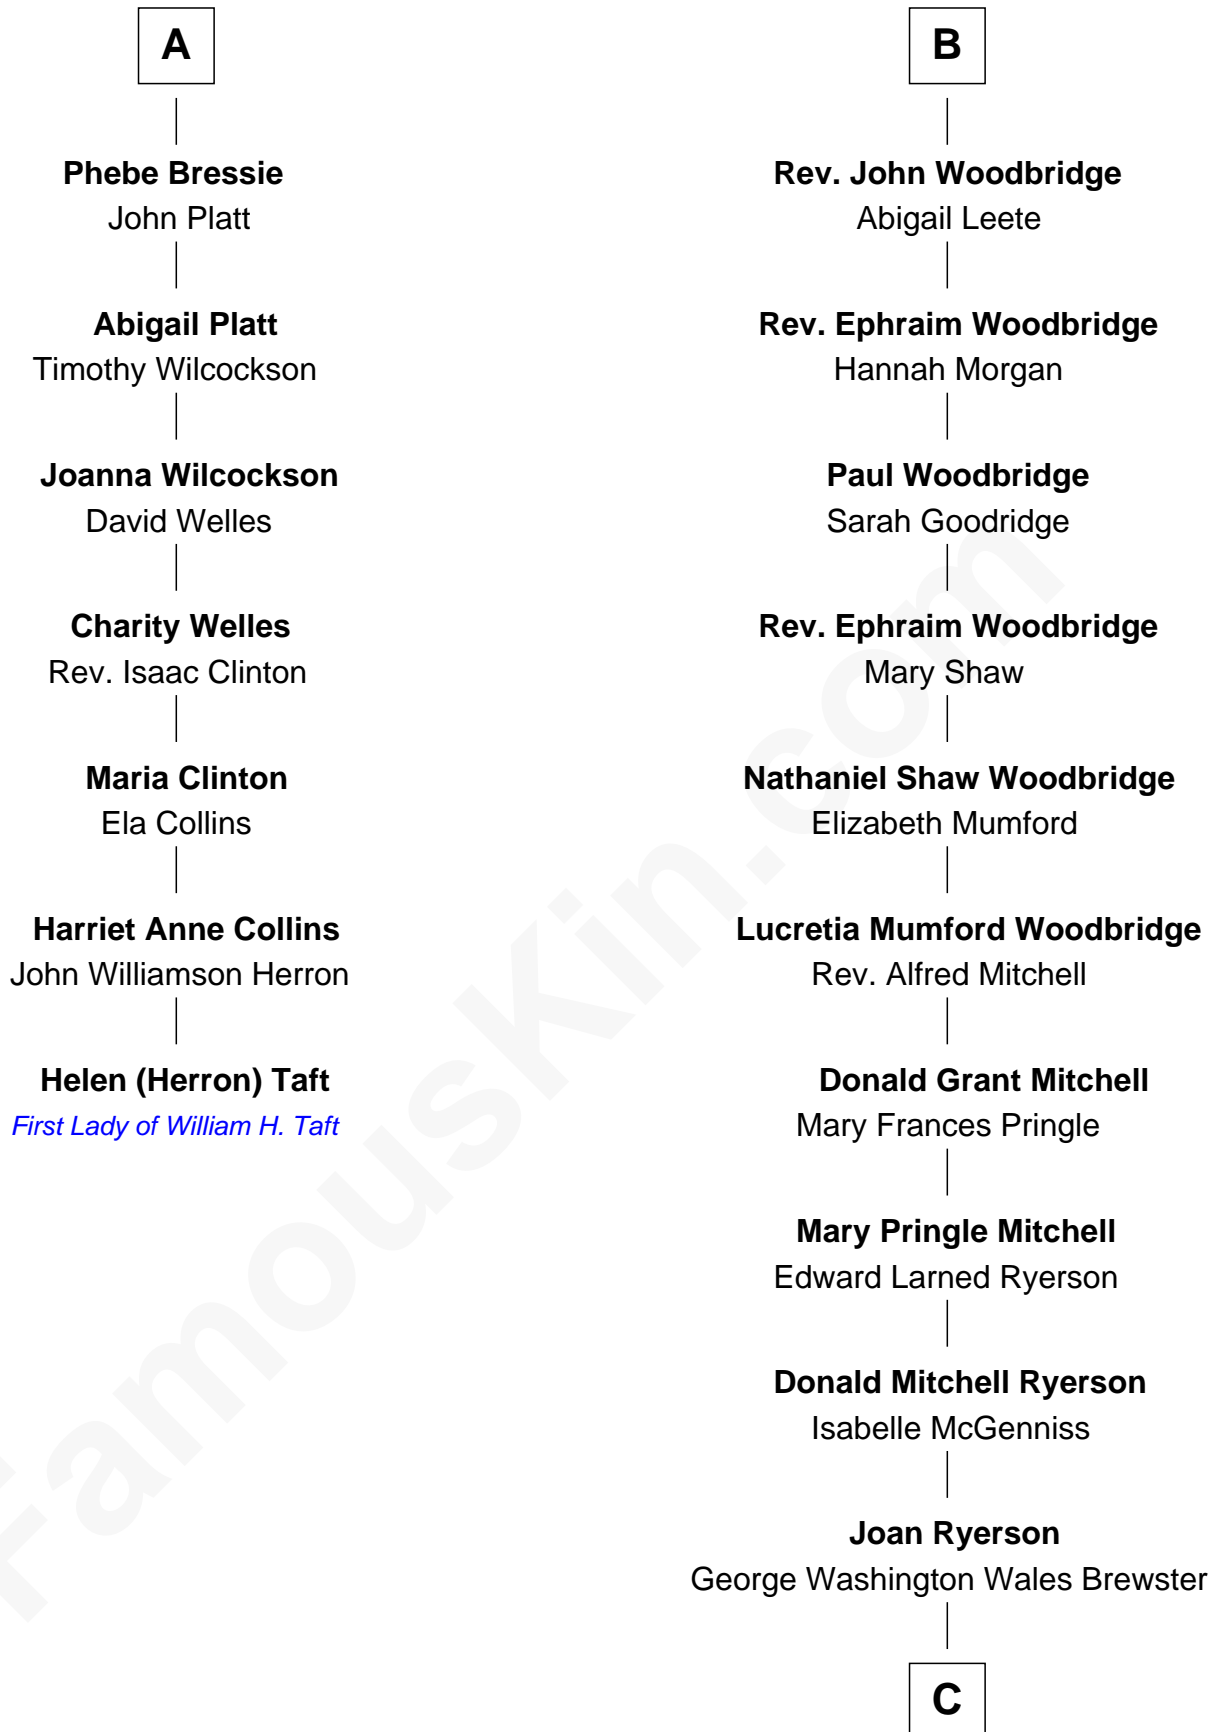 A
Phebe Bressie
John Platt
Abigail Platt
Timothy Wilcockson
Joanna Wilcockson
David Welles
Charity Welles
Rev. Isaac Clinton
Maria Clinton
Ela Collins
Harriet Anne Collins
John Williamson Herron
Helen (Herron) Taft
First Lady of William H. Taft
B
Rev. John Woodbridge
Abigail Leete
Rev. Ephraim Woodbridge
Hannah Morgan
Paul Woodbridge
Sarah Goodridge
Rev. Ephraim Woodbridge
Mary Shaw
Nathaniel Shaw Woodbridge
Elizabeth Mumford
Lucretia Mumford Woodbridge
Rev. Alfred Mitchell
Donald Grant Mitchell
Mary Frances Pringle
Mary Pringle Mitchell
Edward Larned Ryerson
Donald Mitchell Ryerson
Isabelle McGenniss
Joan Ryerson
George Washington Wales Brewster
C
FamousKin.com